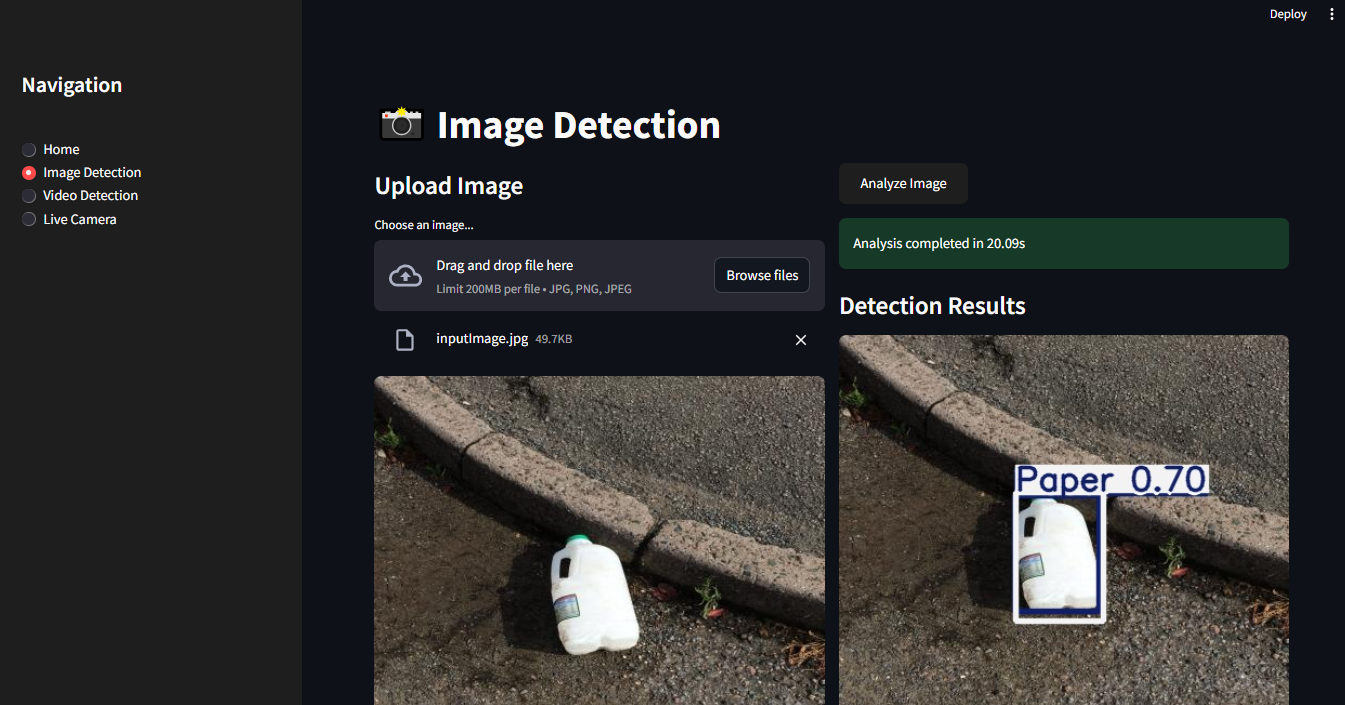 Deploy
Navigation
Home
Image Detection
Video Detection
Live Camera
Image Detection
Upload Image
Choose an image...
Drag and drop file here
Limit 200MB per file • JPG, PNG, JPEG
Browse files
inputImage.jpg 49.7KB
Analyze Image
Analysis completed in 20.09s
Detection Results
Paper 0.70